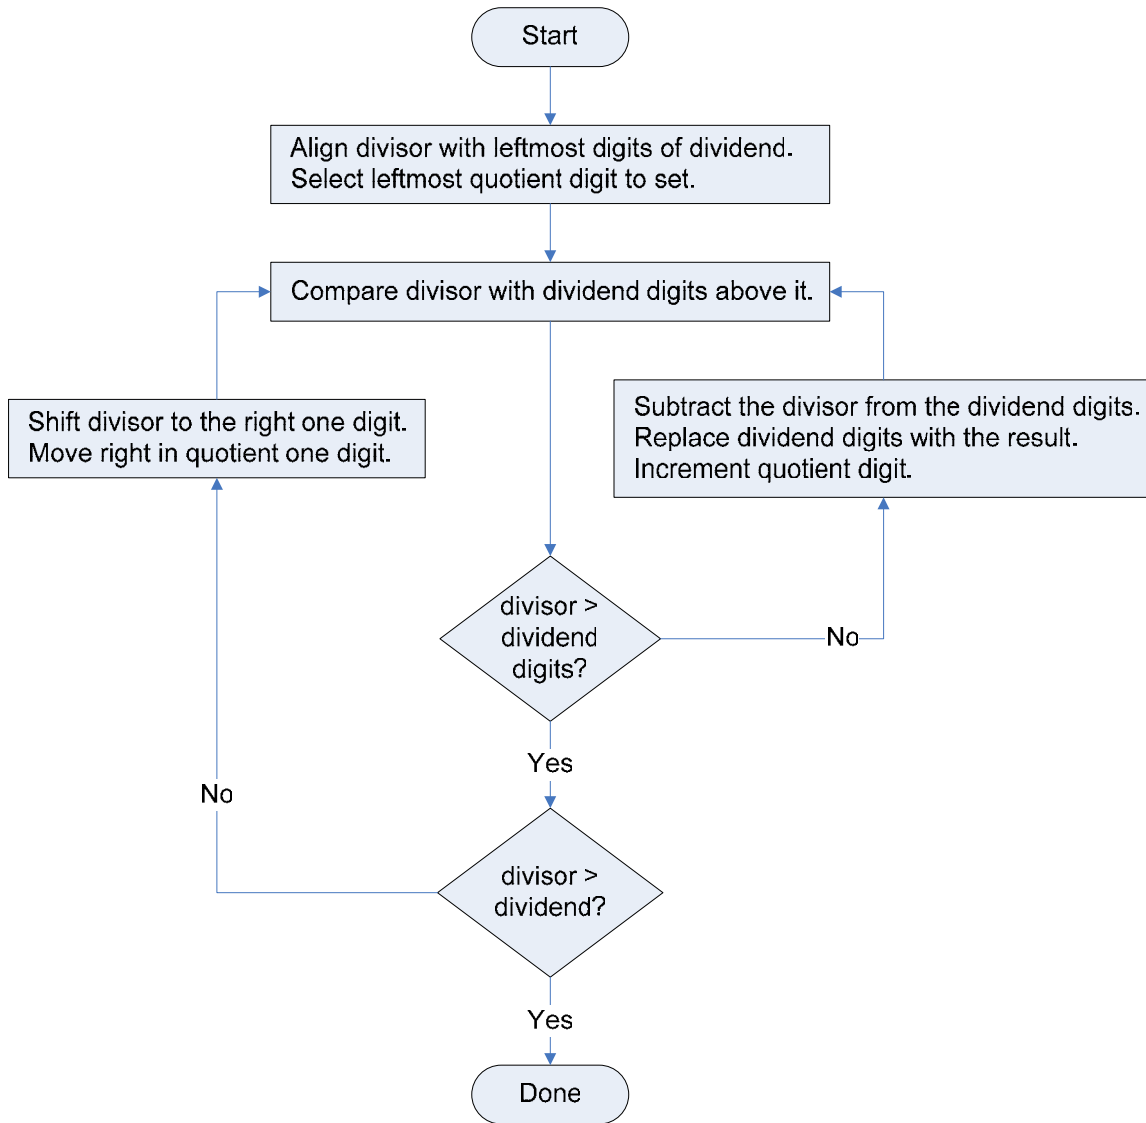 Start
Align divisor with leftmost digits of dividend.
Select leftmost quotient digit to set.
Compare divisor with dividend digits above it.
Shift divisor to the right one digit.
Move right in quotient one digit.
Subtract the divisor from the dividend digits.
Replace dividend digits with the result.
Increment quotient digit.
divisor >
dividend
digits?
No
Yes
No
divisor >
dividend?
Yes
Done